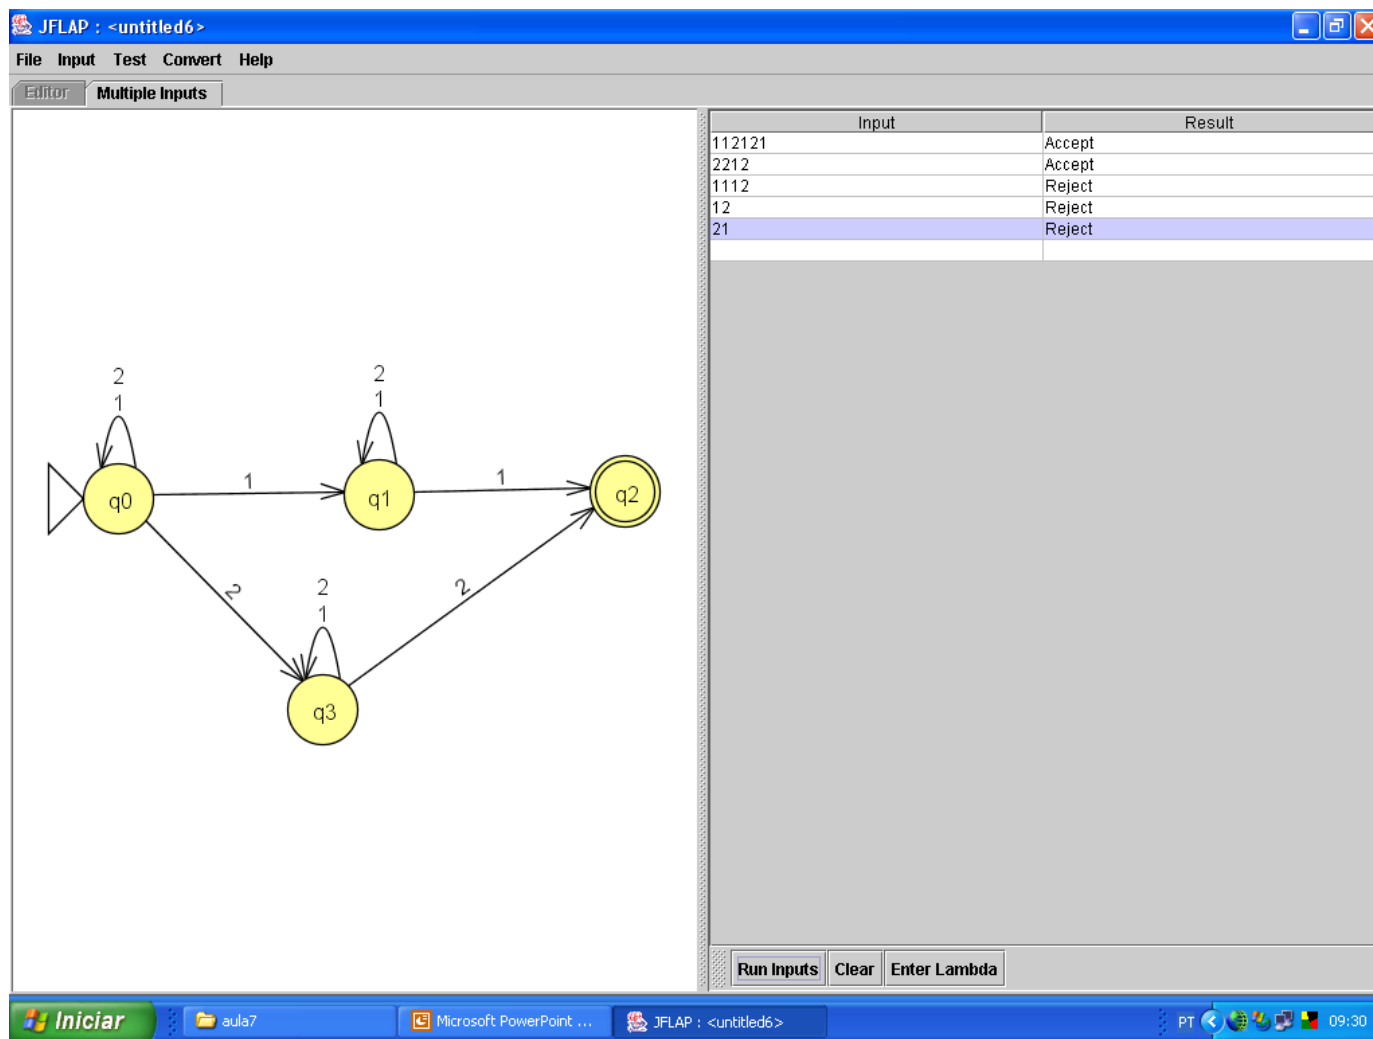 JFLAP : <untitled6>
File Input Test Convert Help
Editor Multiple Inputs
Input Result
112121 Accept
2212 Accept
1112 Reject
12 Reject
21 Reject
2
1
2
1
q0
1
q1
1
q2
2
2
1
2
q3
Run Inputs Clear Enter Lambda
Iniciar aula7 Microsoft PowerPoint ... JFLAP : <untitled6> PT 09:30